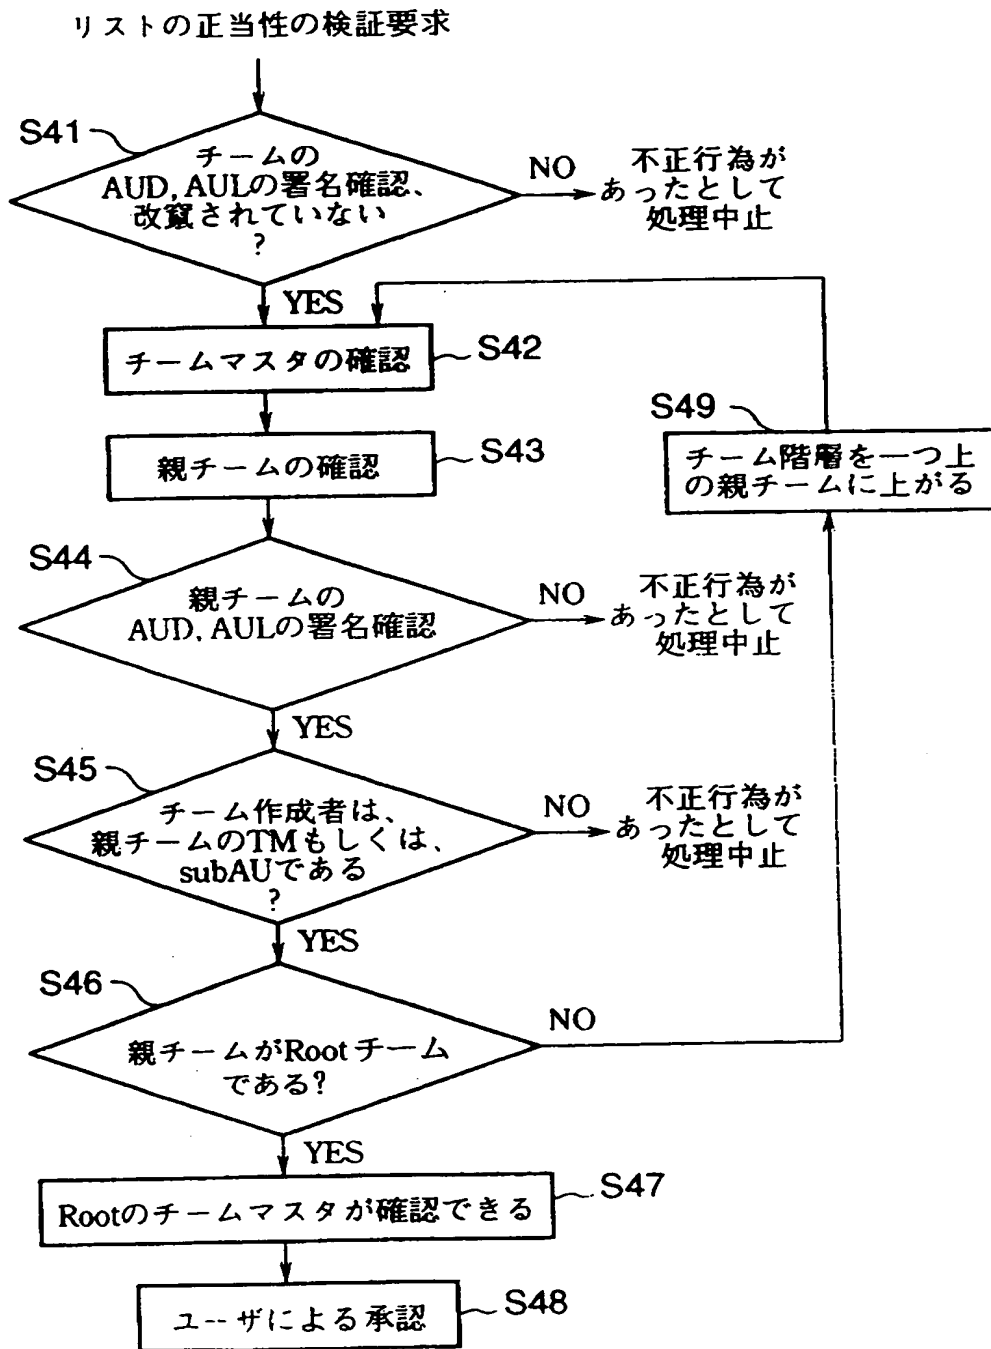 リストの正当性の検証要求
S41
チームの
AUD, AULの署名確認、
改竄されていない
?
NO
不正行為が
あったとして
処理中止
YES
チームマスタの確認
S42
親チームの確認
S43
S49
チーム階層を一つ上
の親チームに上がる
S44
親チームの
AUD, AULの署名確認
NO
不正行為が
あったとして
処理中止
YES
S45
チーム作成者は、
親チームのTMもしくは、
subAUである
?
NO
不正行為が
あったとして
処理中止
YES
S46
親チームがRootチーム
である?
NO
YES
Rootのチームマスタが確認できる
S47
ユーザによる承認
S48